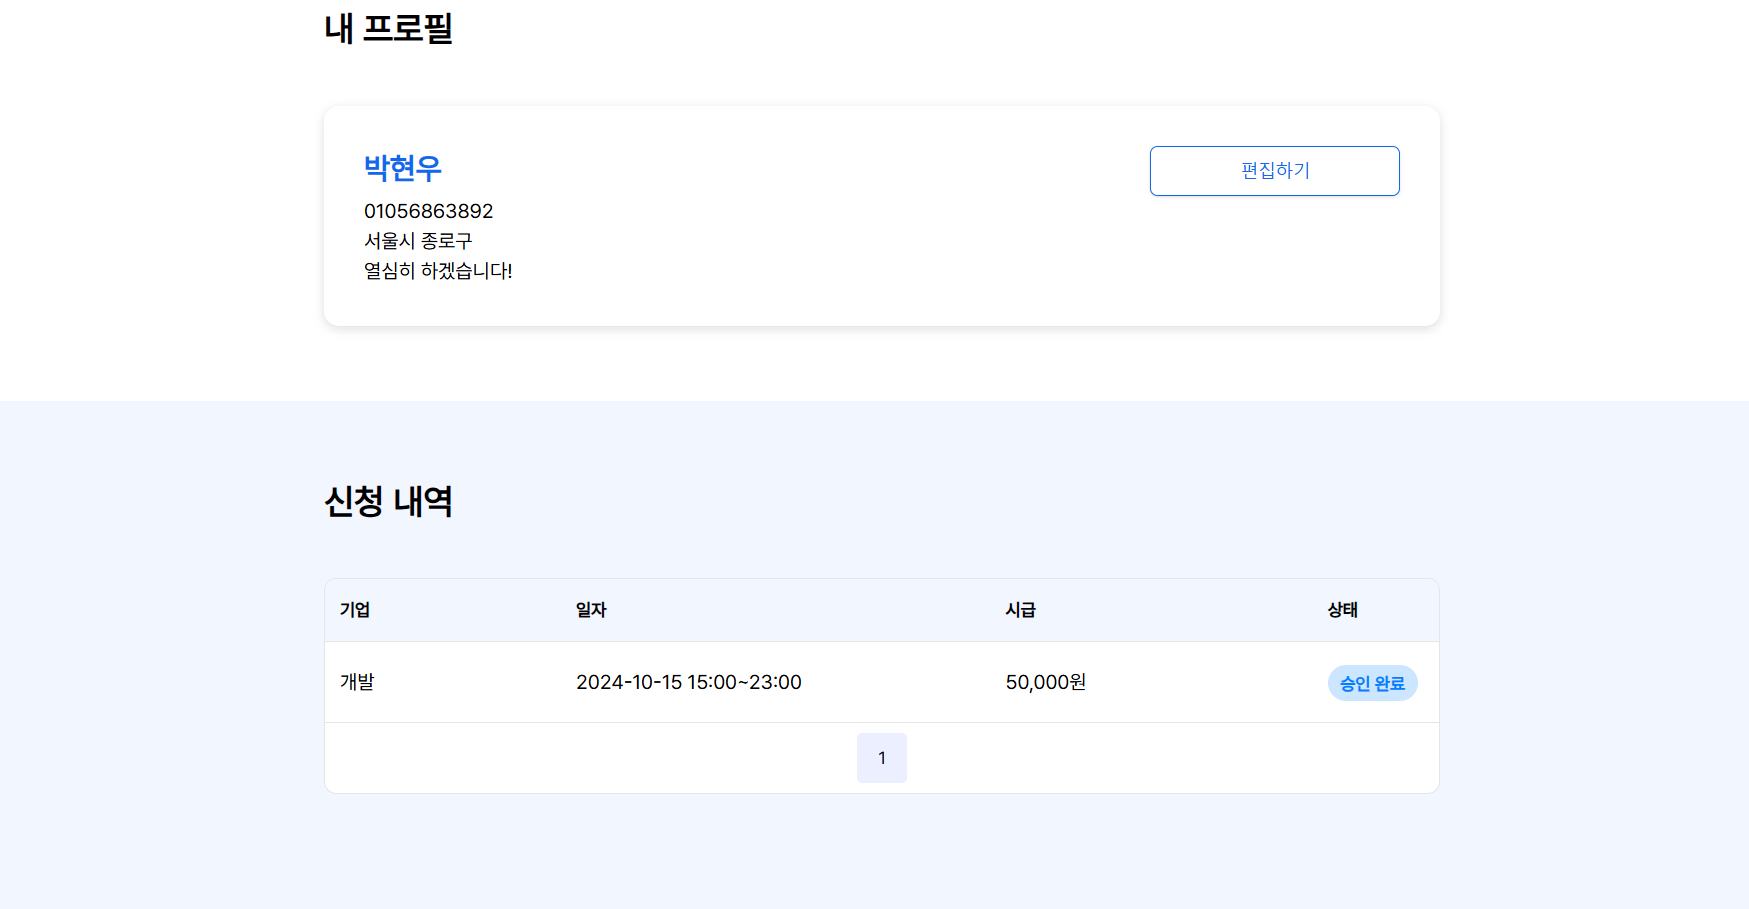 내 프로필
박현우
편집하기
01056863892
서울시 종로구
열심히 하겠습니다!
신청 내역
기업 일자 시급 상태
개발 2024-10-15 15:00~23:00 50,000원 승인 완료
1